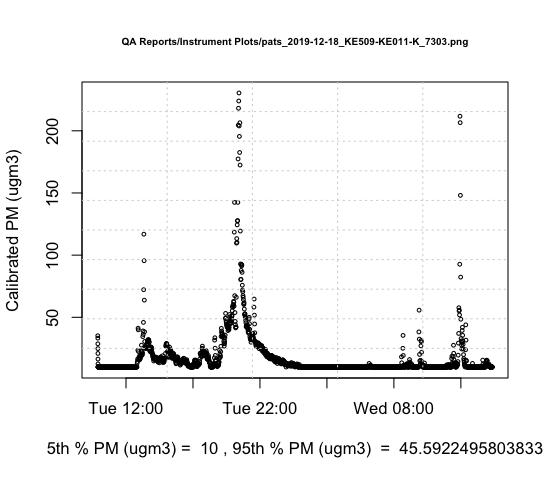 QA Reports/Instrument Plots/pats_2019-12-18_KE509-KE011-K_7303.png
Calibrated PM (ugm3)
200
150
100
50
Tue 12:00 Tue 22:00 Wed 08:00
5th % PM (ugm3) =  10 , 95th % PM (ugm3)  =  45.5922495803833